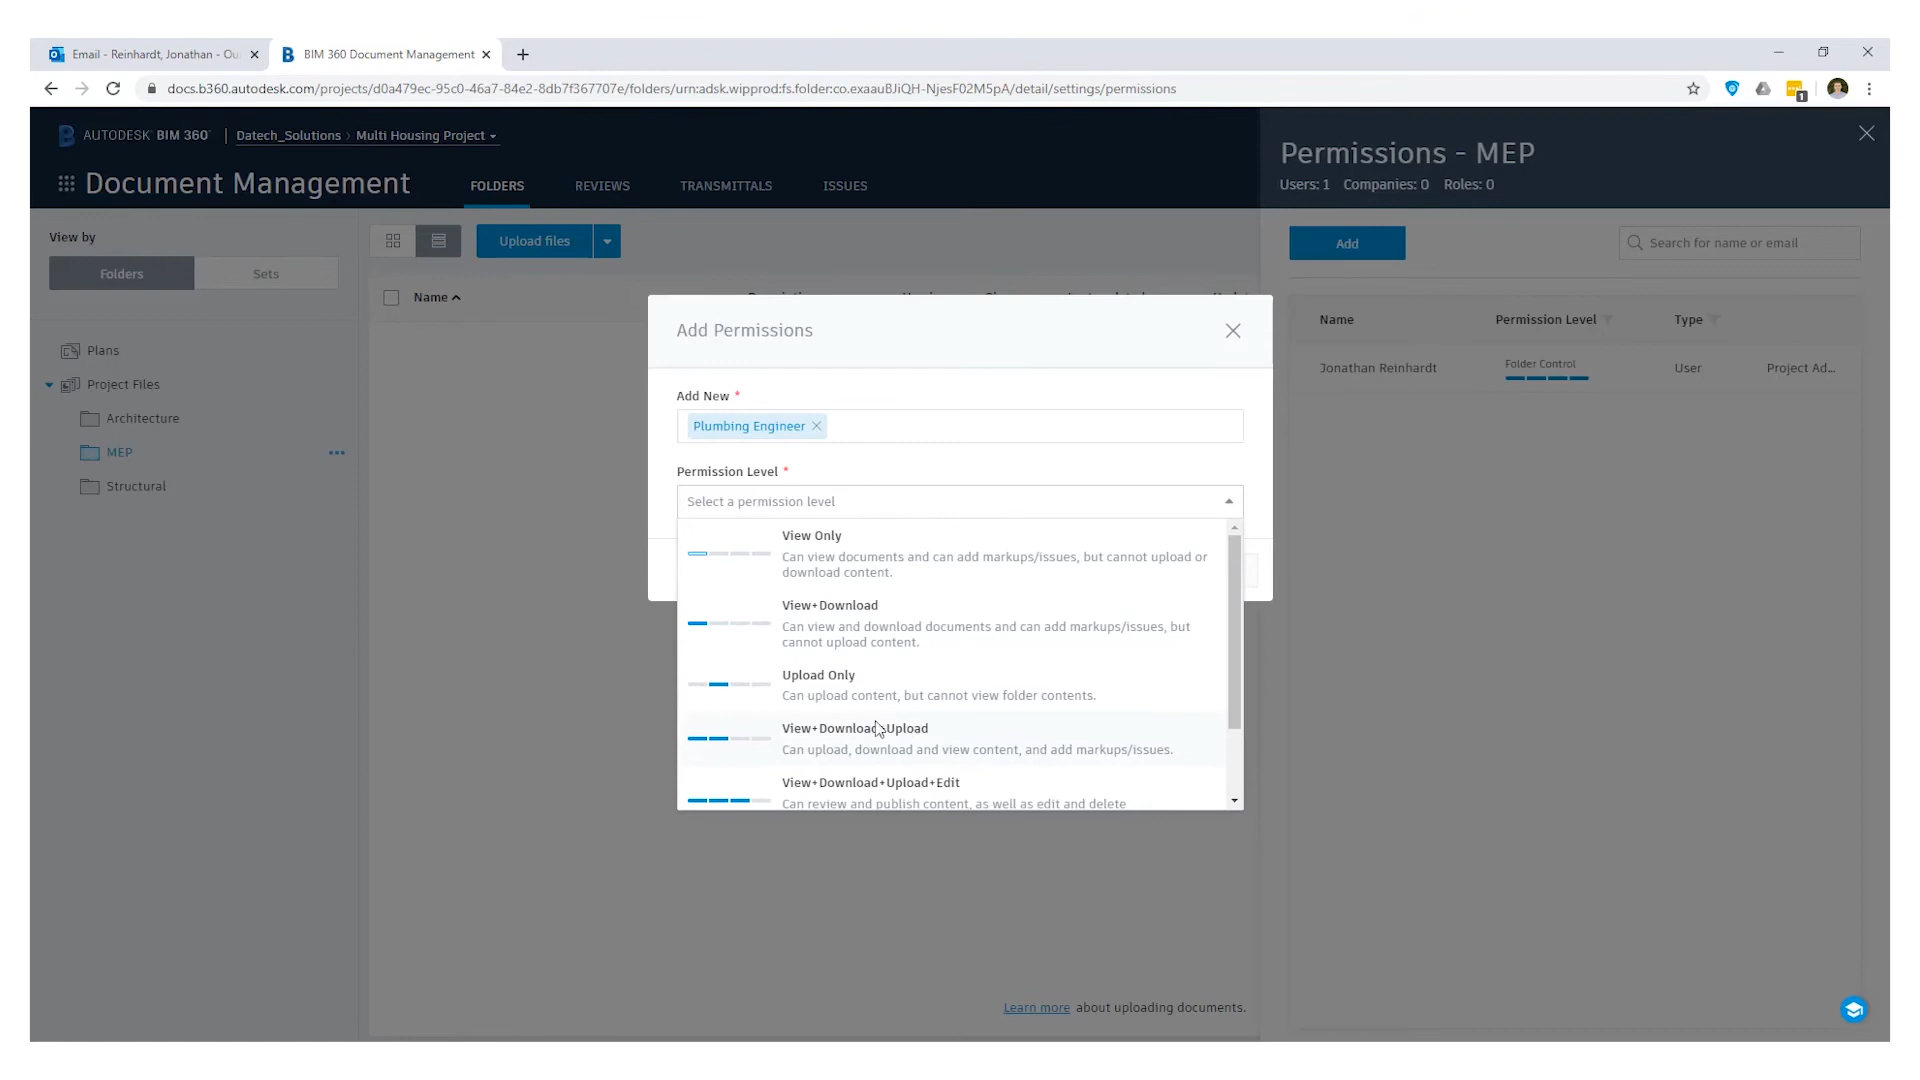 Email - Reinhardt, Jonathan - Ou
BIM 360 Document Management
docs.b360.autodesk.com/projects/d0a479ec-95c0-46a7-84e2-8db7f367707e/folders/urn:adsk.wipprod:fs.folder:co.exaauBJiQH-NjesF02M5pA/detail/settings/permissions
1
AUTODESK BIM 360
Datech_Solutions > Multi Housing Project
Document Management
FOLDERS
REVIEWS
TRANSMITTALS
ISSUES
Permissions - MEP
Users: 1 Companies: 0 Roles: 0
View by
Folders
Sets
Upload files
Add
Search for name or email
Name
Plans
Project Files
Architecture
MEP
Structural
Name
Permission Level
Type
Jonathan Reinhardt
Folder Control
User
Project Ad...
Add Permissions
Add New *
Plumbing Engineer
Permission Level *
Select a permission level
View Only
Can view documents and can add markups/issues, but cannot upload or
download content.
View+Download
Can view and download documents and can add markups/issues, but
cannot upload content.
Upload Only
Can upload content, but cannot view folder contents.
View+Download+Upload
Can upload, download and view content, and add markups/issues.
View+Download+Upload+Edit
Can review and publish content, as well as edit and delete
Learn more about uploading documents.